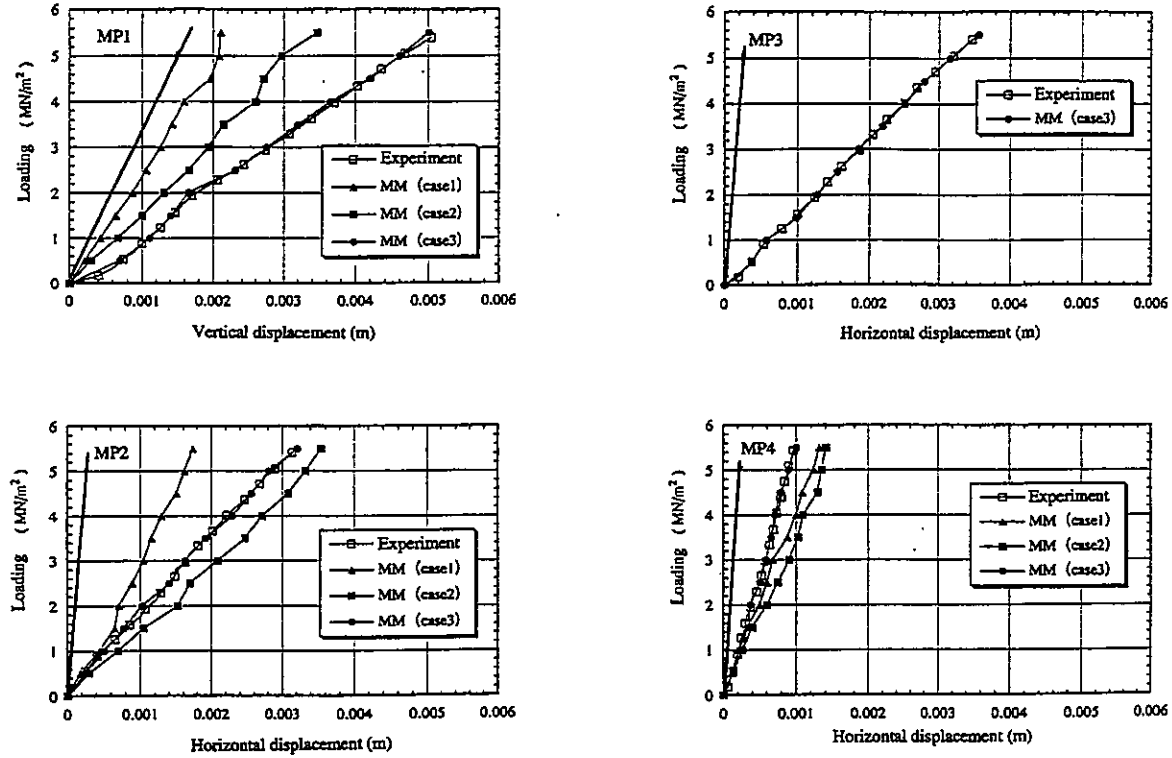 6
5
4
3
2
1
0
Loading (MN/m²)
MP1
Experiment
MM (case1)
MM (case2)
MM (case3)
0
0.001
0.002
0.003
0.004
0.005
0.006
Vertical displacement (m)
6
5
4
3
2
1
0
Loading (MN/m²)
MP3
Experiment
MM (case3)
0
0.001
0.002
0.003
0.004
0.005
0.006
Horizontal displacement (m)
6
5
4
3
2
1
0
Loading (MN/m²)
MP2
Experiment
MM (case1)
MM (case2)
MM (case3)
0
0.001
0.002
0.003
0.004
0.005
0.006
Horizontal displacement (m)
6
5
4
3
2
1
0
Loading (MN/m²)
MP4
Experiment
MM (case1)
MM (case2)
MM (case3)
0
0.001
0.002
0.003
0.004
0.005
0.006
Horizontal displacement (m)